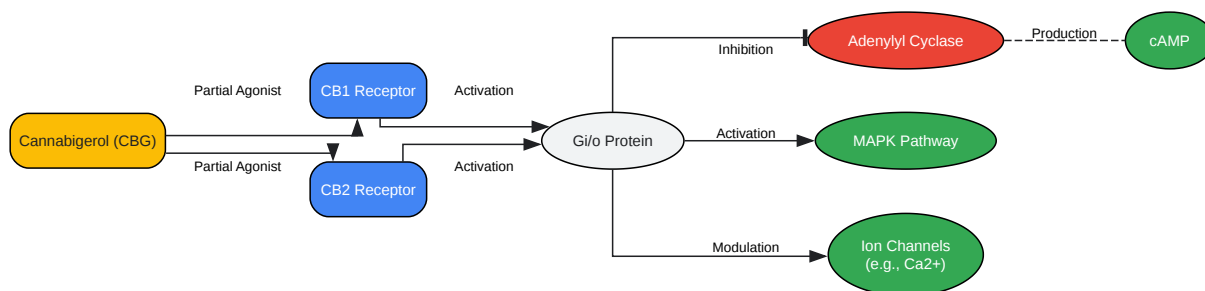 Cannabigerol (CBG)
Partial Agonist
Partial Agonist
CB1 Receptor
CB2 Receptor
Activation
Activation
Gi/o Protein
Inhibition
Adenylyl Cyclase
Production
cAMP
Activation
MAPK Pathway
Modulation
Ion Channels
(e.g., Ca2+)